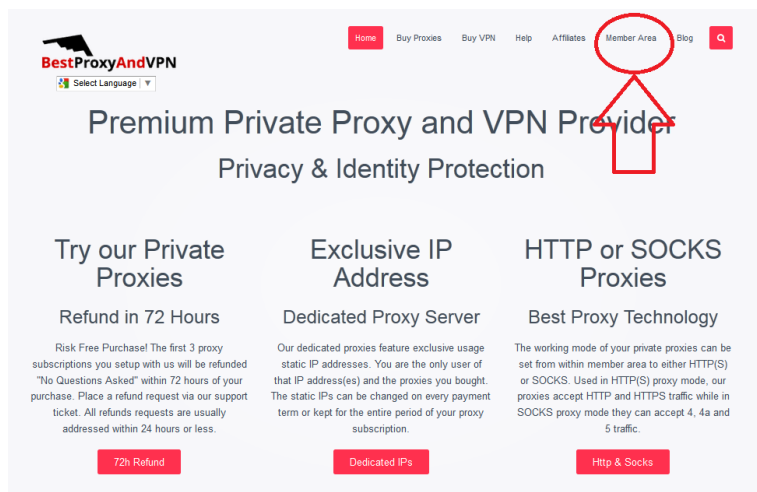 Home Buy Proxies Buy VPN Help Affiliates Member Area Blog
BestProxyAndVPN
Select Language ▼
Premium Private Proxy and VPN Provider
Privacy & Identity Protection
Try our Private
Proxies
Refund in 72 Hours
Risk Free Purchase! The first 3 proxy
subscriptions you setup with us will be refunded
"No Questions Asked" within 72 hours of your
purchase. Place a refund request via our support
ticket. All refunds requests are usually
addressed within 24 hours or less.
72h Refund
Exclusive IP
Address
Dedicated Proxy Server
Our dedicated proxies feature exclusive usage
static IP addresses. You are the only user of
that IP address(es) and the proxies you bought.
The static IPs can be changed on every payment
term or kept for the entire period of your proxy
subscription.
Dedicated IPs
HTTP or SOCKS
Proxies
Best Proxy Technology
The working mode of your private proxies can be
set from within member area to either HTTP(S)
or SOCKS. Used in HTTP(S) proxy mode, our
proxies accept HTTP and HTTPS traffic while in
SOCKS proxy mode they can accept 4, 4a and
5 traffic.
Http & Socks